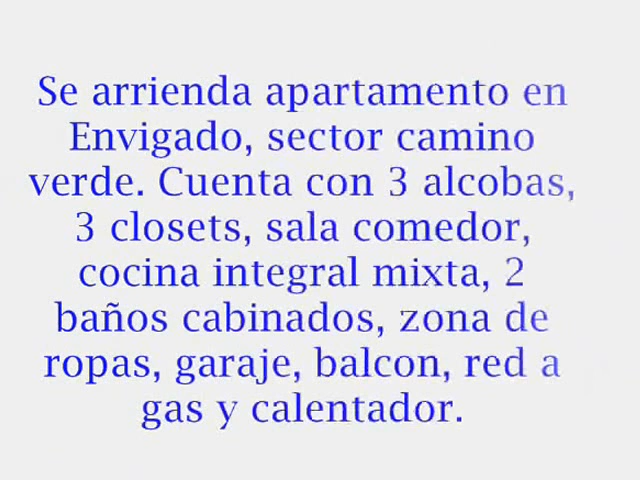 Se arrienda apartamento en
Envigado, sector camino
verde. Cuenta con 3 alcobas,
3 closets, sala comedor,
cocina integral mixta, 2
baños cabinados, zona de
ropas, garaje, balcon, red a
gas y calentador.